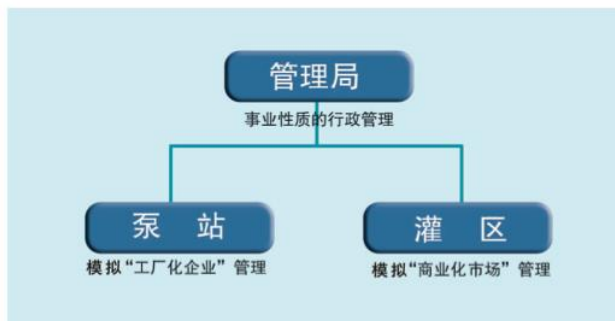 管理局
事业性质的行政管理
泵 站
灌 区
模拟“工厂化企业”管理
模拟“商业化市场”管理